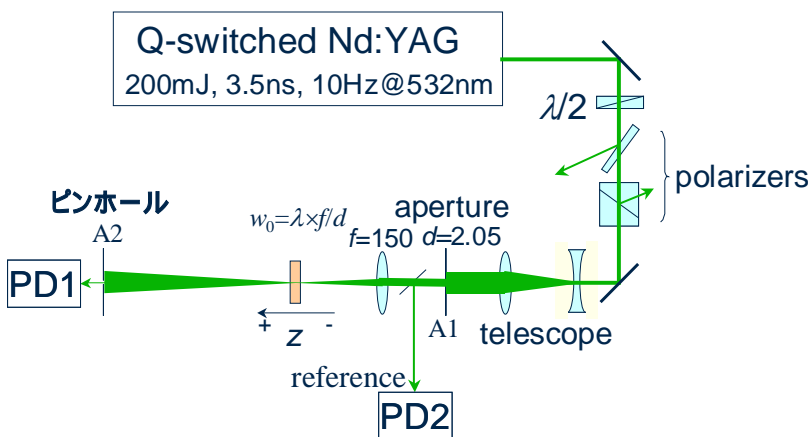 Q-switched Nd:YAG
200mJ, 3.5ns, 10Hz@532nm
λ/2
polarizers
ピンホール
A2
w₀=λ×f/d
aperture
f=150 d=2.05
PD1
+ z -
A1
telescope
reference
PD2